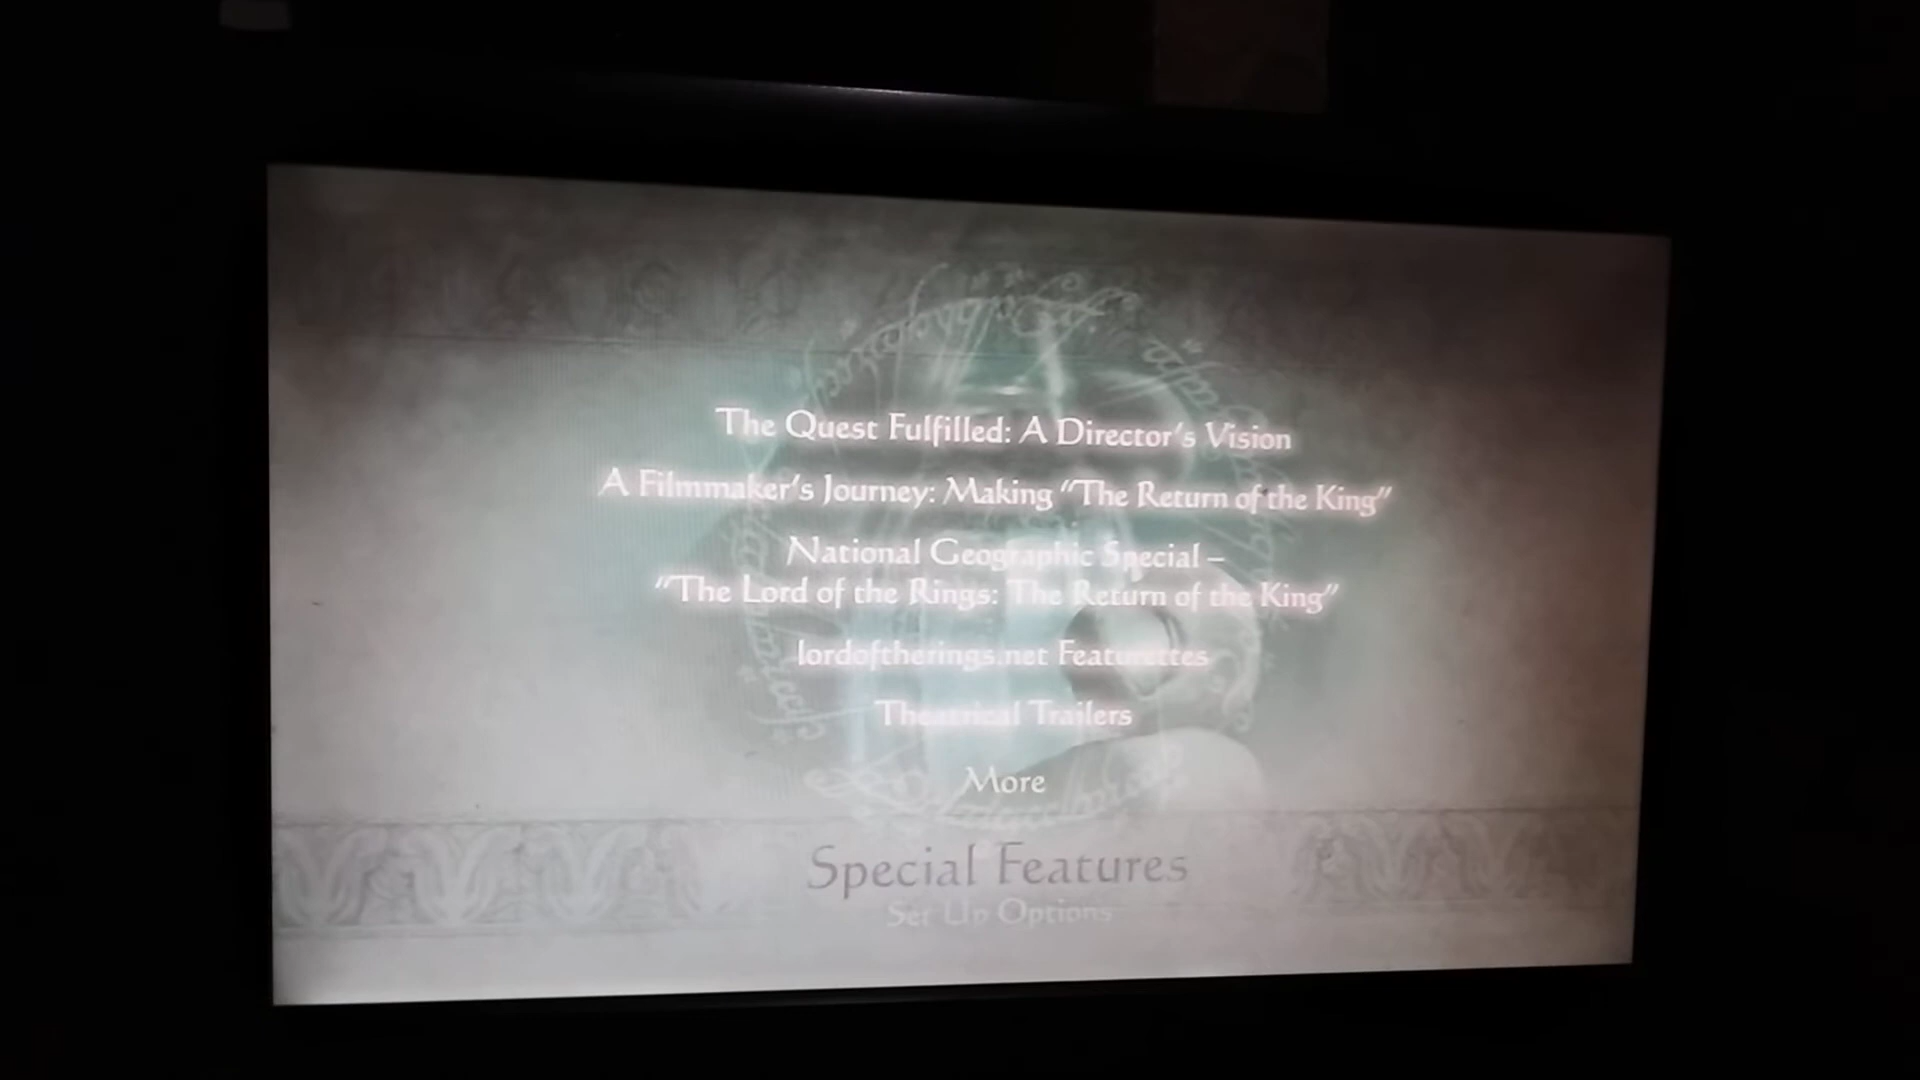 The Quest Fulfilled: A Director's Vision
A Filmmaker's Journey: Making "The Return of the King"
National Geographic Special –
"The Lord of the Rings: The Return of the King"
lordoftherings.net Featurettes
Theatrical Trailers
More
Special Features
Set Up Options